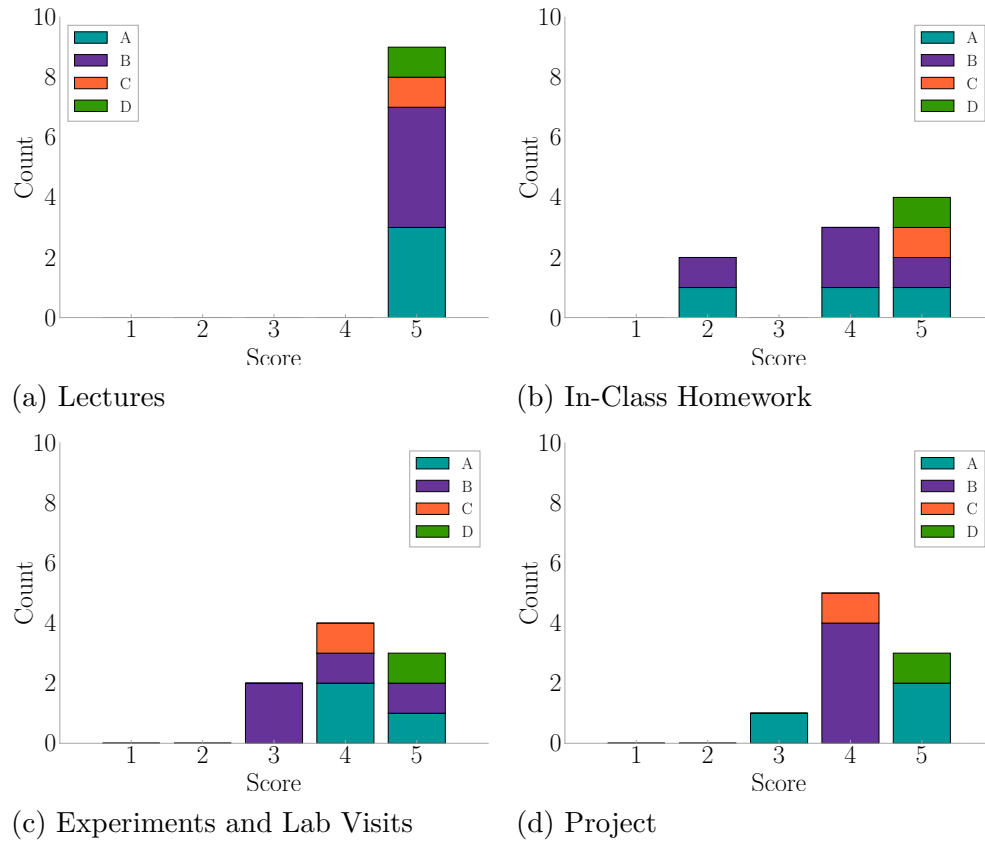 10
8
6
4
2
0
Count
A
B
C
D
1 2 3 4 5
Score
(a) Lectures
10
8
6
4
2
0
Count
A
B
C
D
1 2 3 4 5
Score
(b) In-Class Homework
10
8
6
4
2
0
Count
A
B
C
D
1 2 3 4 5
Score
(c) Experiments and Lab Visits
10
8
6
4
2
0
Count
A
B
C
D
1 2 3 4 5
Score
(d) Project